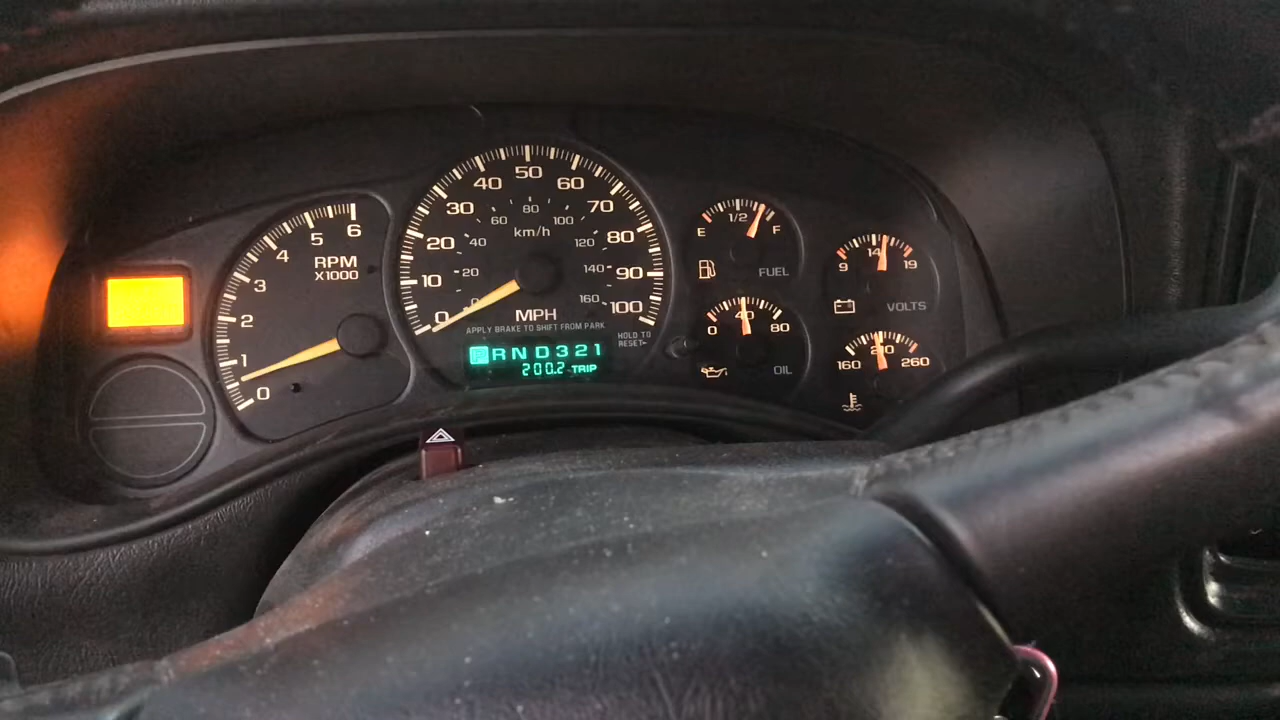 0 1 2 3 4 5 6
RPM
X1000
0 10 20 30 40 50 60 70 80 90 100
0 20 40 60 80 100 120 140 160
km/h
MPH
APPLY BRAKE TO SHIFT FROM PARK
HOLD TO
RESET
P R N D 3 2 1
200.2 TRIP
E 1/2 F
FUEL
0 40 80
OIL
9 14 19
VOLTS
160 210 260